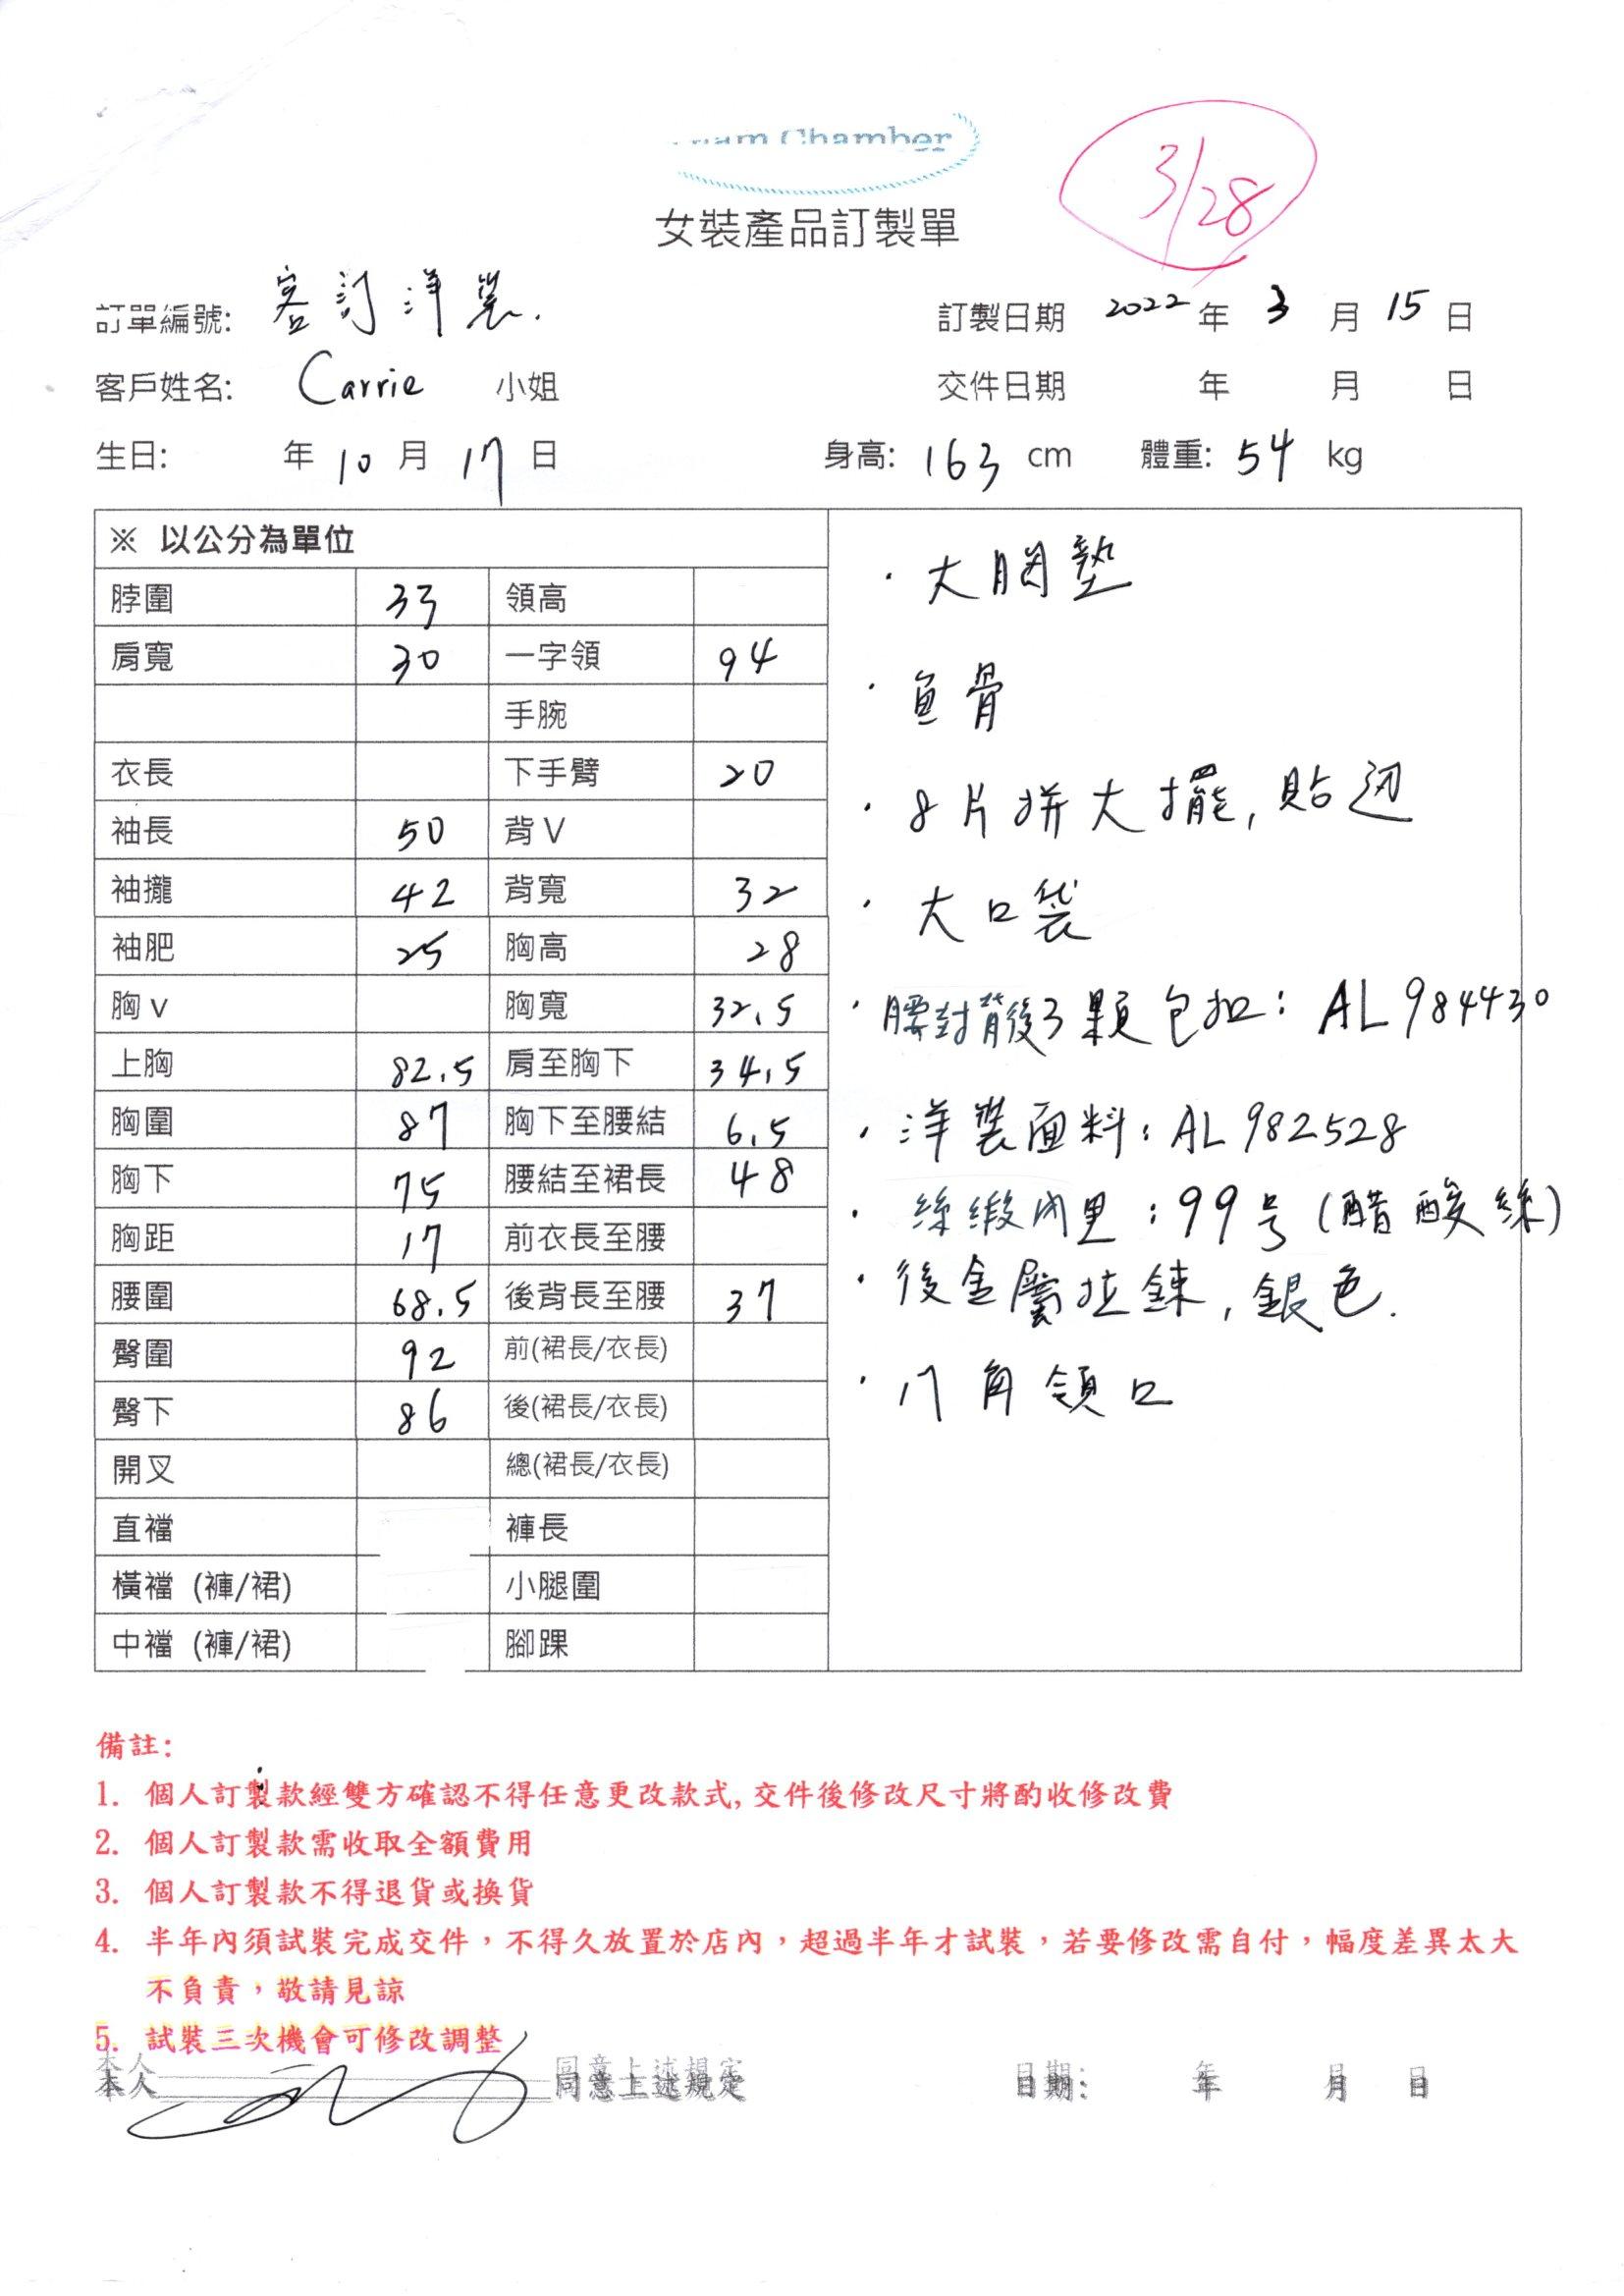 Chamber
3/28
女裝產品訂製單
訂單編號: 客訂洋裝. 訂製日期 2022 年 3 月 15 日
客戶姓名: Carrie 小姐 交件日期 年 月 日
生日: 年 10 月 17 日 身高: 163 cm 體重: 54 kg
※ 以公分為單位
脖圍 33 領高
肩寬 30 一字領 94
手腕
衣長 下手臂 20
袖長 50 背V
袖攏 42 背寬 32
袖肥 25 胸高 28
胸v 胸寬 32.5
上胸 82.5 肩至胸下 34.5
胸圍 87 胸下至腰結 6.5
胸下 75 腰結至裙長 48
胸距 17 前衣長至腰
腰圍 68.5 後背長至腰 37
臀圍 92 前(裙長/衣長)
臀下 86 後(裙長/衣長)
開叉 總(裙長/衣長)
直襠 褲長
橫襠 (褲/裙) 小腿圍
中襠 (褲/裙) 腳踝
· 大胸墊
· 魚骨
· 8片拼大擺, 貼边
· 大口袋
· 腰封背後3顆包扣: AL984430
· 洋裝面料: AL982528
· 絲緞內里: 99号 (醋酸絲)
· 後金屬拉鍊, 銀色.
· 八角領口
備註:
1. 個人訂製款經雙方確認不得任意更改款式, 交件後修改尺寸將酌收修改費
2. 個人訂製款需收取全額費用
3. 個人訂製款不得退貨或換貨
4. 半年內須試裝完成交件，不得久放置於店內，超過半年才試裝，若要修改需自付，幅度差異太大
不負責，敬請見諒
5. 試裝三次機會可修改調整
本人 同意上述規定 日期: 年 月 日